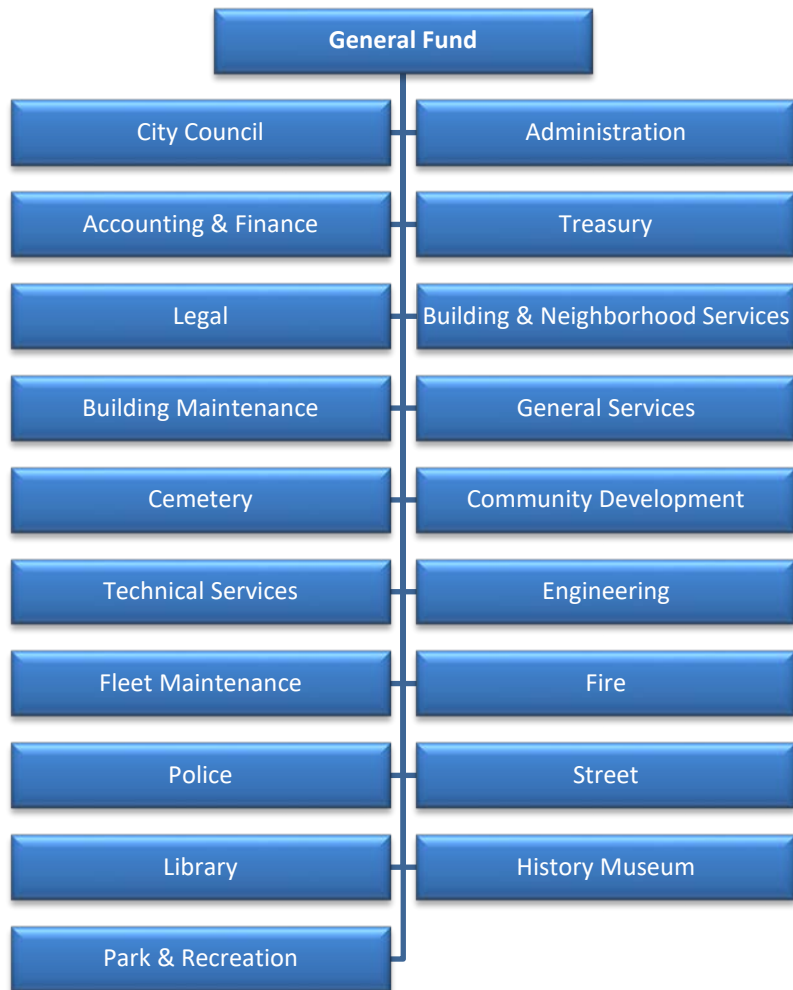 General Fund
City Council
Administration
Accounting & Finance
Treasury
Legal
Building & Neighborhood Services
Building Maintenance
General Services
Cemetery
Community Development
Technical Services
Engineering
Fleet Maintenance
Fire
Police
Street
Library
History Museum
Park & Recreation